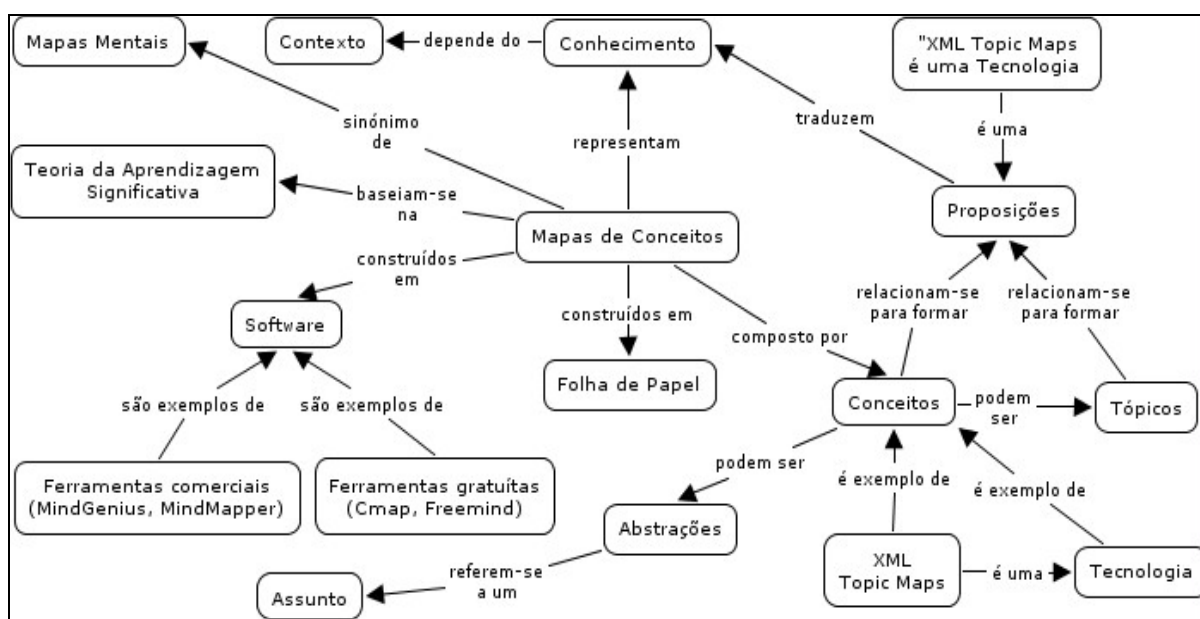 Mapas Mentais
Contexto
depende do
Conhecimento
"XML Topic Maps
é uma Tecnologia
sinónimo
de
representam
traduzem
é uma
Teoria da Aprendizagem
Significativa
baseiam-se
na
Mapas de Conceitos
Proposições
construídos
em
Software
construídos em
composto por
relacionam-se
para formar
relacionam-se
para formar
são exemplos de
são exemplos de
Folha de Papel
Conceitos
podem
ser
Tópicos
Ferramentas comerciais
(MindGenius, MindMapper)
Ferramentas gratuítas
(Cmap, Freemind)
podem ser
é exemplo de
é exemplo de
Abstrações
referem-se
a um
Assunto
XML
Topic Maps
é uma
Tecnologia